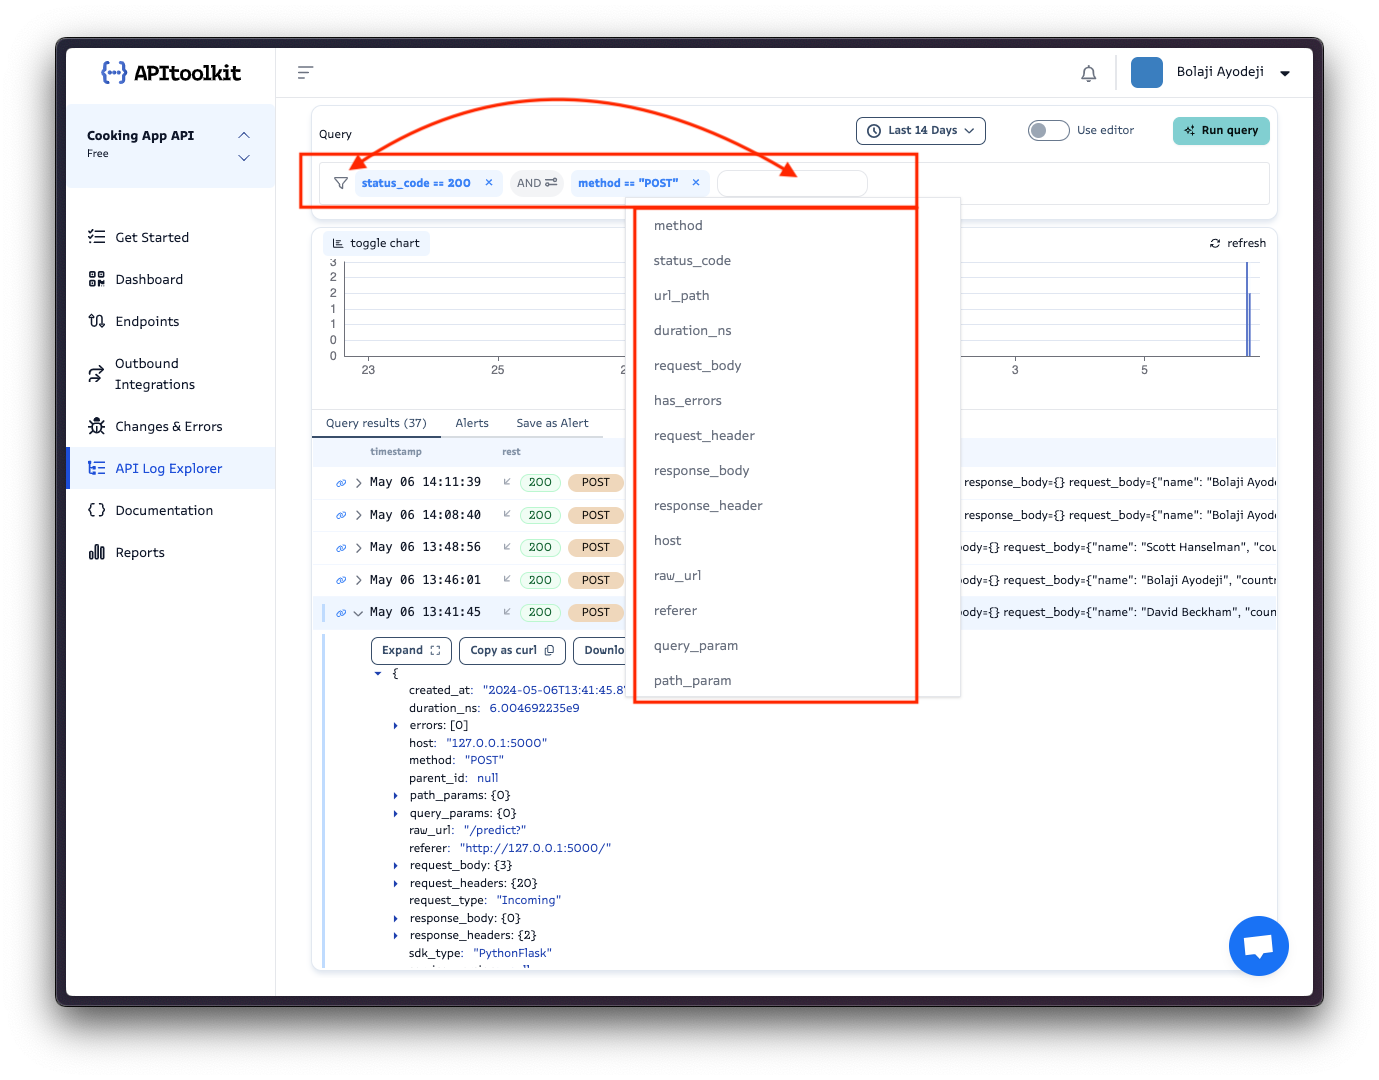 APItoolkit
Bolaji Ayodeji
Cooking App API
Free
Get Started
Dashboard
Endpoints
Outbound
Integrations
Changes & Errors
API Log Explorer
Documentation
Reports
Query
Last 14 Days
Use editor
Run query
status_code == 200 ×
AND
method == "POST" ×
method
status_code
url_path
duration_ns
request_body
has_errors
request_header
response_body
response_header
host
raw_url
referer
query_param
path_param
toggle chart
refresh
3
2
2
1
1
0
0
23
25
2
3
5
Query results (37)
Alerts
Save as Alert
timestamp rest
May 06 14:11:39 200 POST response_body={} request_body={"name": "Bolaji Ayode
May 06 14:08:40 200 POST response_body={} request_body={"name": "Bolaji Ayode
May 06 13:48:56 200 POST ody={} request_body={"name": "Scott Hanselman", "cou
May 06 13:46:01 200 POST ody={} request_body={"name": "Bolaji Ayodeji", "countr
May 06 13:41:45 200 POST ody={} request_body={"name": "David Beckham", "coun
Expand
Copy as curl
Downlo
{
created_at: "2024-05-06T13:41:45.8
duration_ns: 6.004692235e9
errors: [0]
host: "127.0.0.1:5000"
method: "POST"
parent_id: null
path_params: {0}
query_params: {0}
raw_url: "/predict?"
referer: "http://127.0.0.1:5000/"
request_body: {3}
request_headers: {20}
request_type: "Incoming"
response_body: {0}
response_headers: {2}
sdk_type: "PythonFlask"